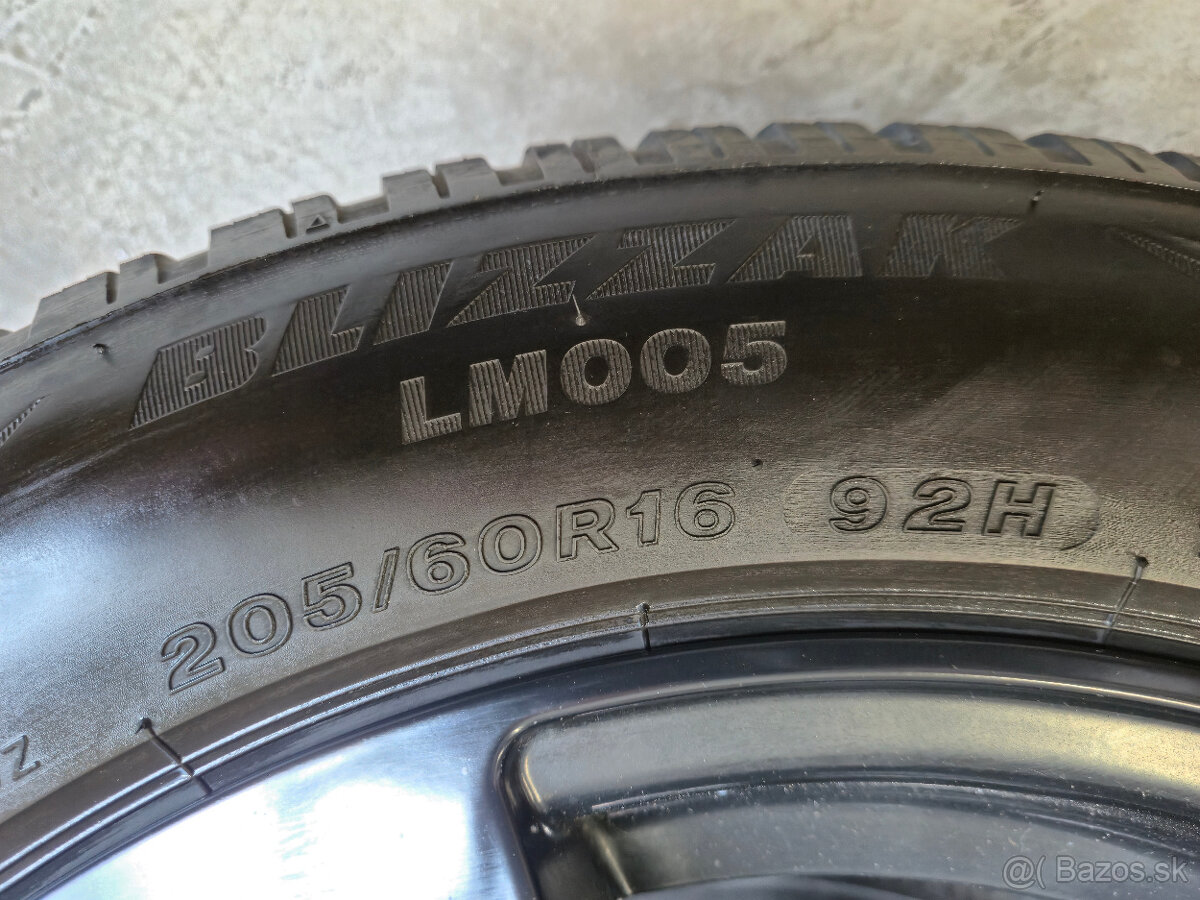 BLIZZAK
LM005
205/60R16 92H
Z
@( Bazos.sk